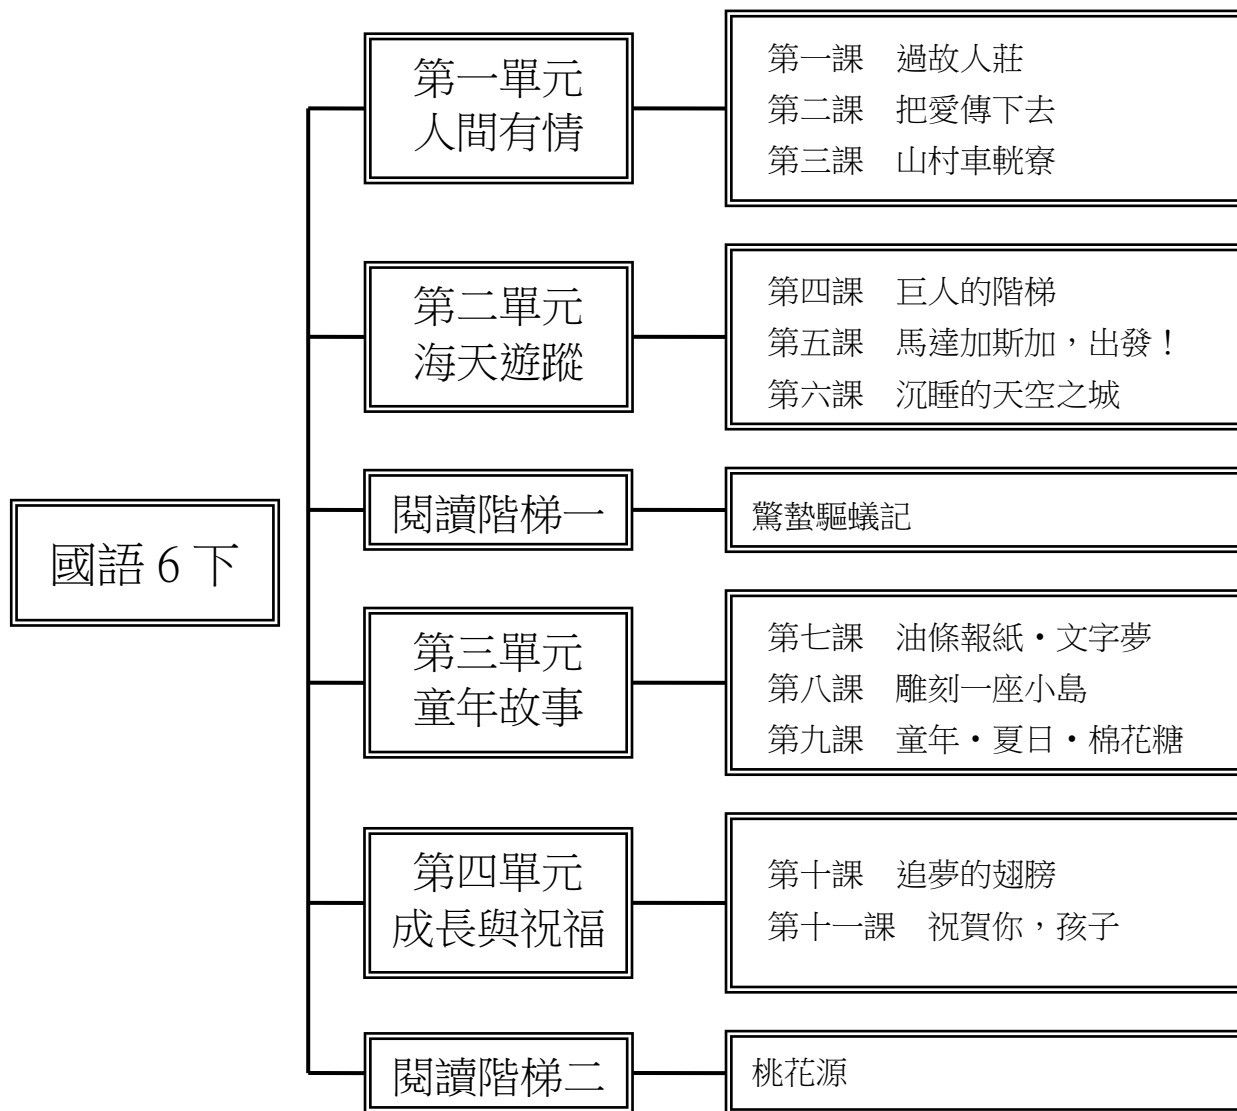 國語 6 下
第一單元
人間有情
第一課　過故人莊
第二課　把愛傳下去
第三課　山村車輄寮
第二單元
海天遊蹤
第四課　巨人的階梯
第五課　馬達加斯加，出發！
第六課　沉睡的天空之城
閱讀階梯一
驚蟄驅蟻記
第三單元
童年故事
第七課　油條報紙・文字夢
第八課　雕刻一座小島
第九課　童年・夏日・棉花糖
第四單元
成長與祝福
第十課　追夢的翅膀
第十一課　祝賀你，孩子
閱讀階梯二
桃花源